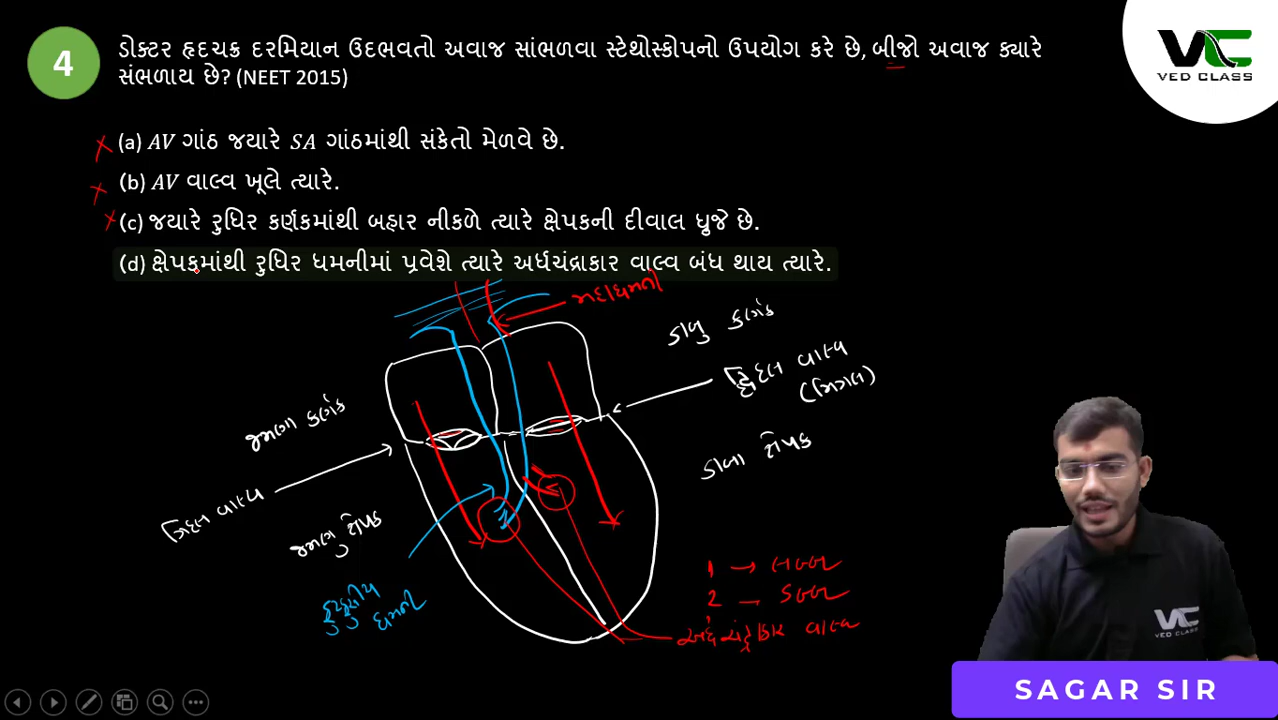 4
ડોક્ટર હૃદચક્ર દરમિયાન ઉદભવતો અવાજ સાંભળવા સ્ટેથોસ્કોપનો ઉપયોગ કરે છે, બીજો અવાજ ક્યારે
સંભળાય છે? (NEET 2015)
(a) AV ગાંઠ જયારે SA ગાંઠમાંથી સંકેતો મેળવે છે.
(b) AV વાલ્વ ખૂલે ત્યારે.
(c) જયારે રુધિર કર્ણકમાંથી બહાર નીકળે ત્યારે ક્ષેપકની દીવાલ ધ્રુજે છે.
(d) ક્ષેપકમાંથી રુધિર ધમનીમાં પ્રવેશે ત્યારે અર્ધચંદ્રાકાર વાલ્વ બંધ થાય ત્યારે.
VC
VED CLASS
મહાધમની
ડાબુ કર્ણક
દ્વિદલ વાલ્વ
(મિત્રલ)
જમણા કર્ણક
ડાબા ક્ષેપક
ત્રિદલ વાલ્વ
જમણુ ક્ષેપક
ફુફ્ફુસીય
ધમની
1 → લબ્બ
2 – ડબ્બ
અર્ધચંદ્રાકાર વાલ્વ
VC
VED CLASS
SAGAR SIR